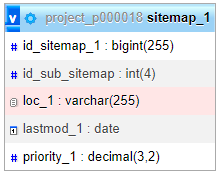 v project_p000018 sitemap_1
# id_sitemap_1 : bigint(255)
# id_sub_sitemap : int(4)
loc_1 : varchar(255)
lastmod_1 : date
# priority_1 : decimal(3,2)